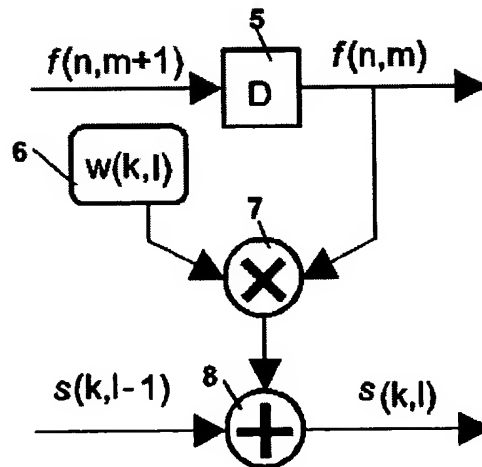 5
f(n,m+1)
D
f(n,m)
6
w(k,l)
7
×
s(k,l-1)
8
+
s(k,l)